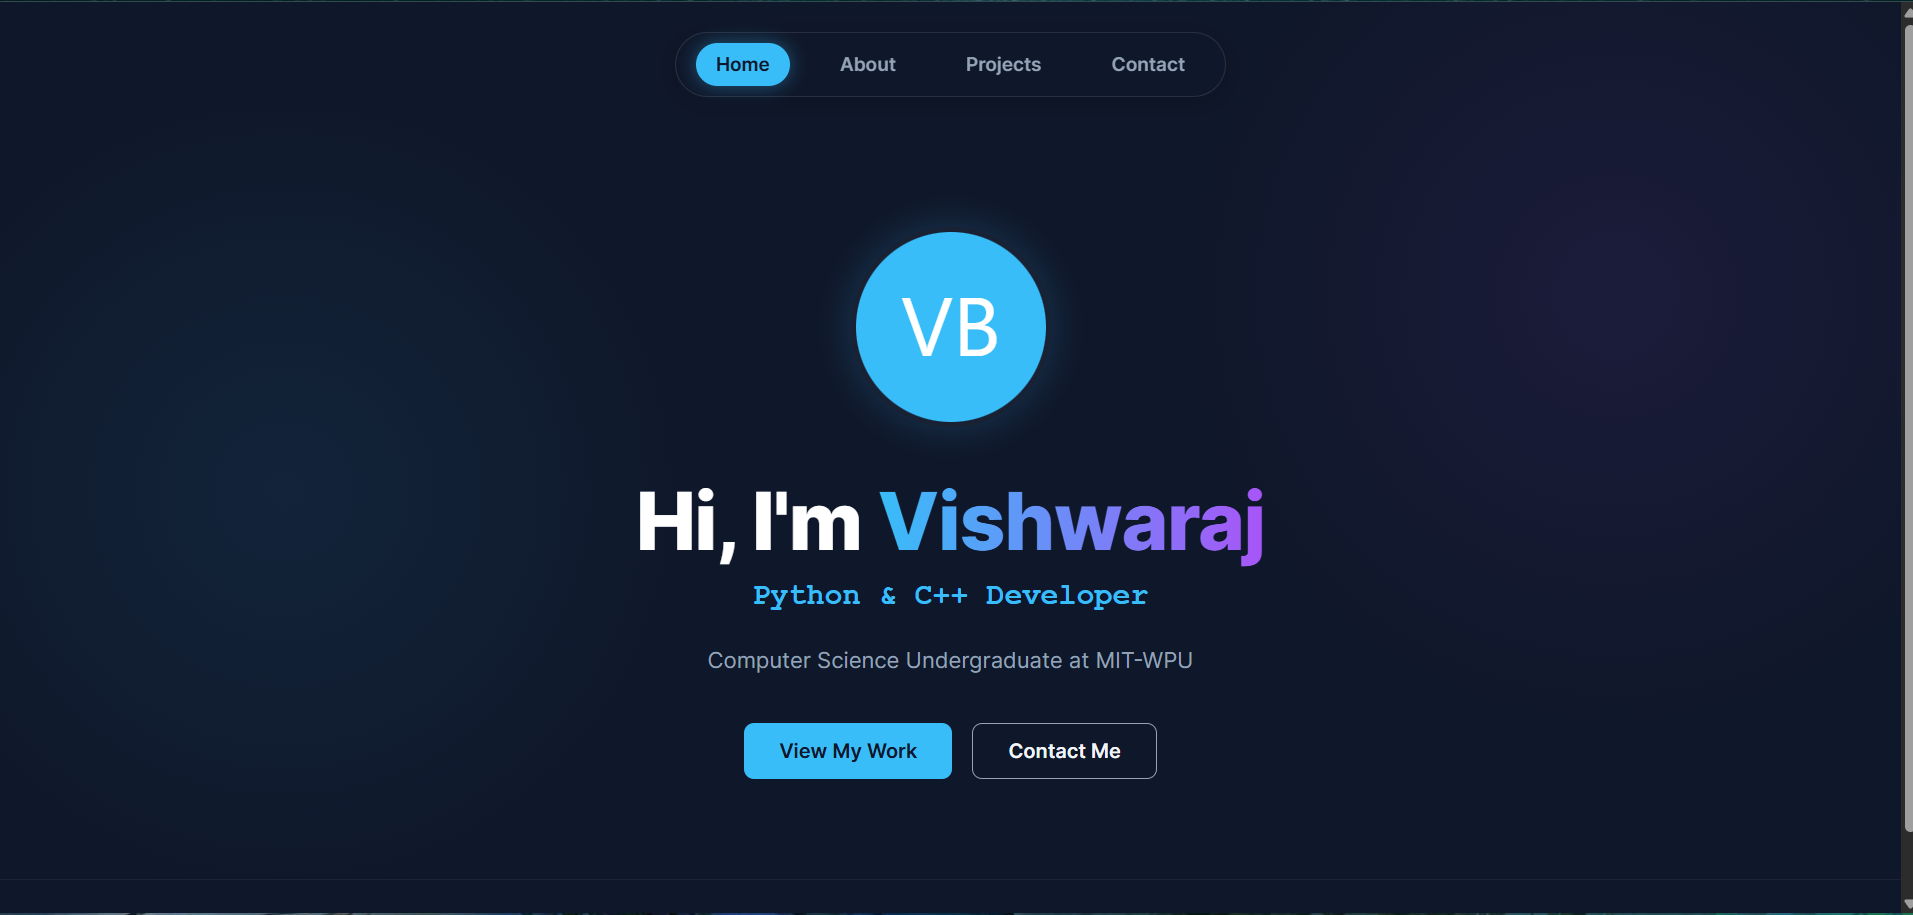 Home About Projects Contact
VB
Hi, I'm Vishwaraj
Python & C++ Developer
Computer Science Undergraduate at MIT-WPU
View My Work Contact Me